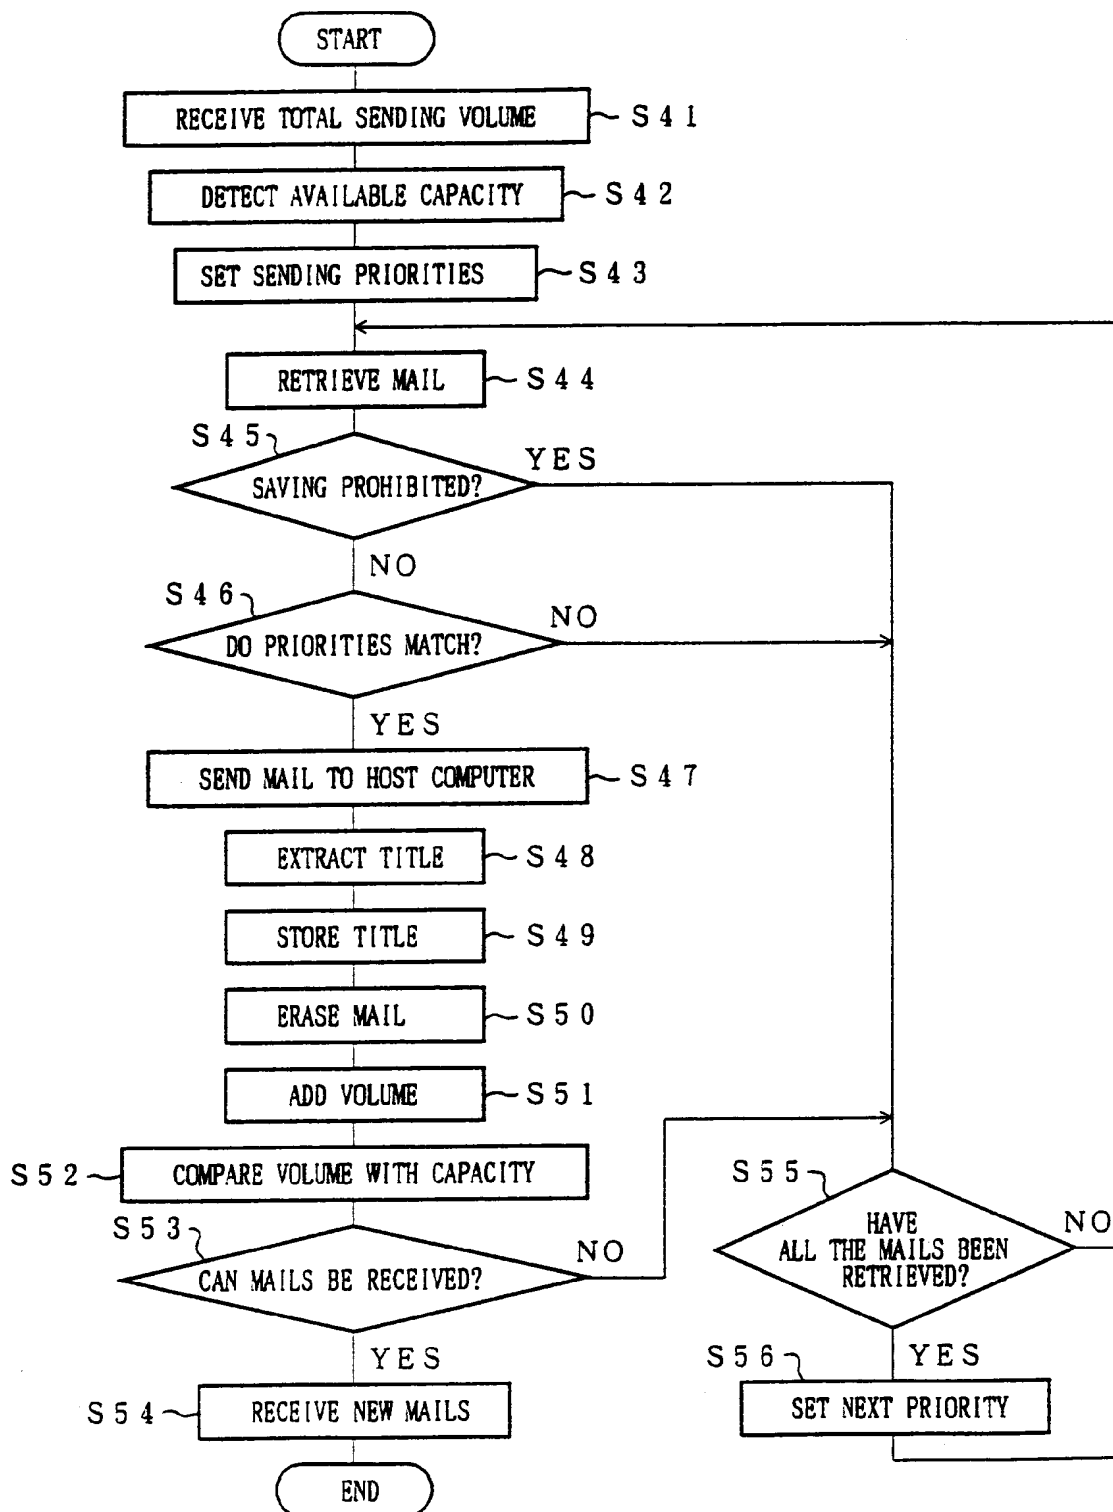 START
RECEIVE TOTAL SENDING VOLUME S41
DETECT AVAILABLE CAPACITY S42
SET SENDING PRIORITIES S43
RETRIEVE MAIL S44
S45
SAVING PROHIBITED?
YES
NO
S46
DO PRIORITIES MATCH?
NO
YES
SEND MAIL TO HOST COMPUTER S47
EXTRACT TITLE S48
STORE TITLE S49
ERASE MAIL S50
ADD VOLUME S51
S52 COMPARE VOLUME WITH CAPACITY
S53
CAN MAILS BE RECEIVED?
NO
YES
S54 RECEIVE NEW MAILS
END
S55
HAVE
ALL THE MAILS BEEN
RETRIEVED?
NO
YES
S56
SET NEXT PRIORITY